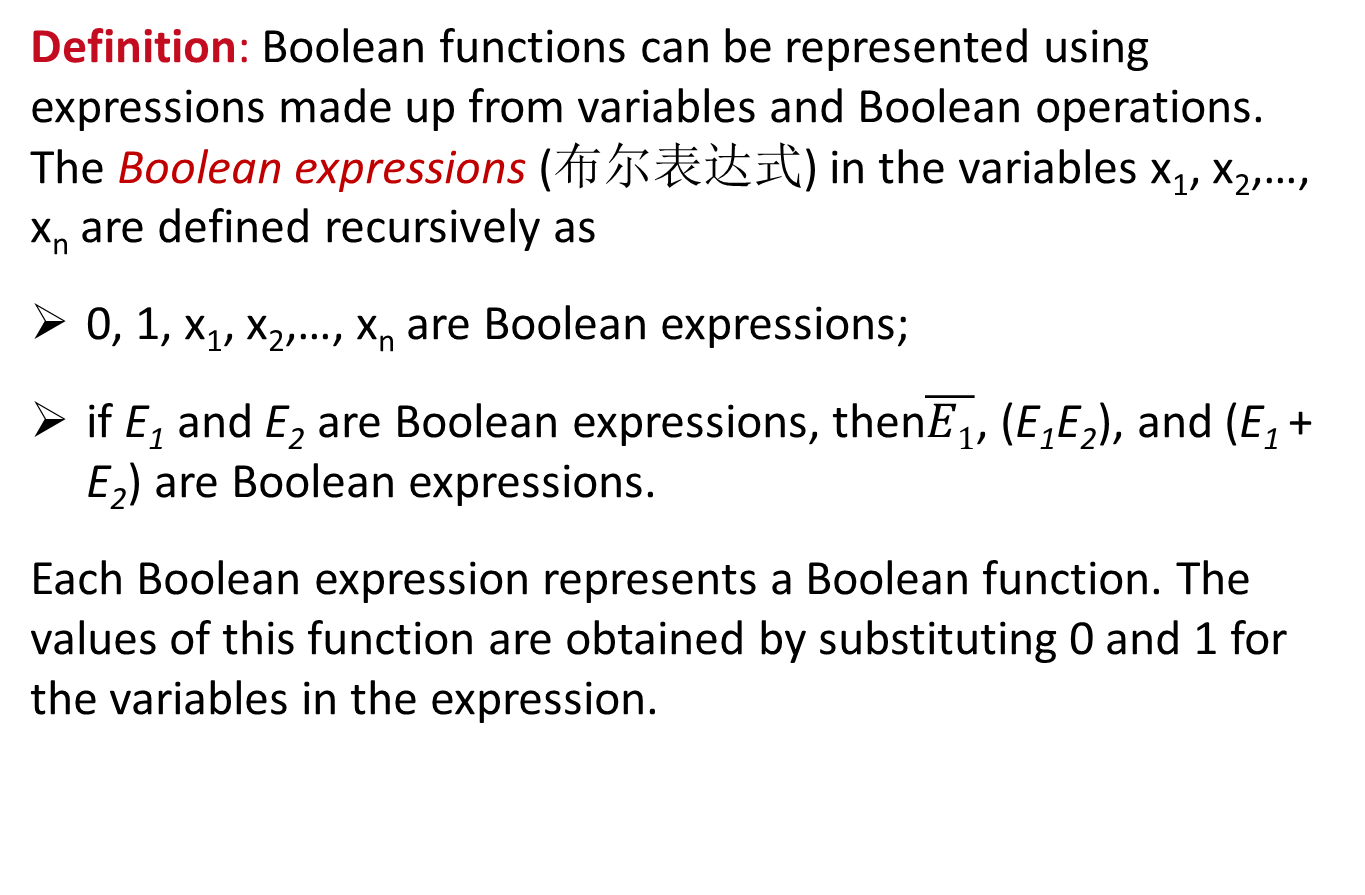 Definition: Boolean functions can be represented using
expressions made up from variables and Boolean operations.
The Boolean expressions (布尔表达式) in the variables x₁, x₂,…,
xₙ are defined recursively as
➢ 0, 1, x₁, x₂,…, xₙ are Boolean expressions;
➢ if E₁ and E₂ are Boolean expressions, then E̅₁̅, (E₁E₂), and (E₁ +
E₂) are Boolean expressions.
Each Boolean expression represents a Boolean function. The
values of this function are obtained by substituting 0 and 1 for
the variables in the expression.